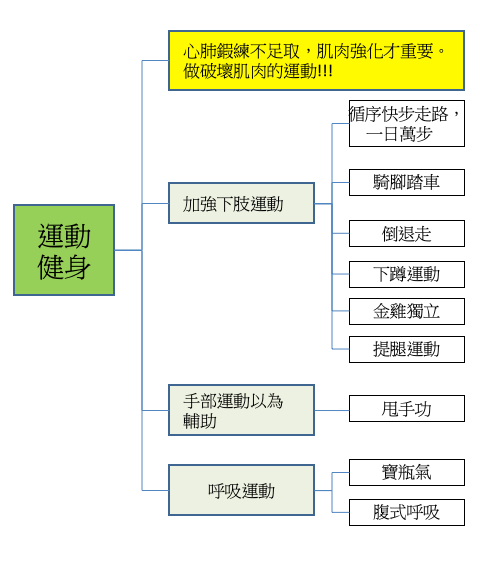 運動
健身
心肺鍛練不足取，肌肉強化才重要。
做破壞肌肉的運動!!!
加強下肢運動
循序快步走路，
一日萬步
騎腳踏車
倒退走
下蹲運動
金雞獨立
提腿運動
手部運動以為
輔助
甩手功
呼吸運動
寶瓶氣
腹式呼吸